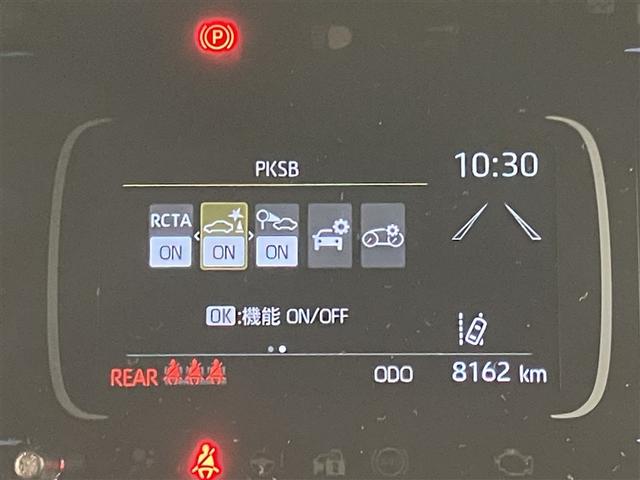 P
PKSB
10:30
RCTA
ON
ON
ON
OK:機能 ON/OFF
REAR
ODO
8162 km